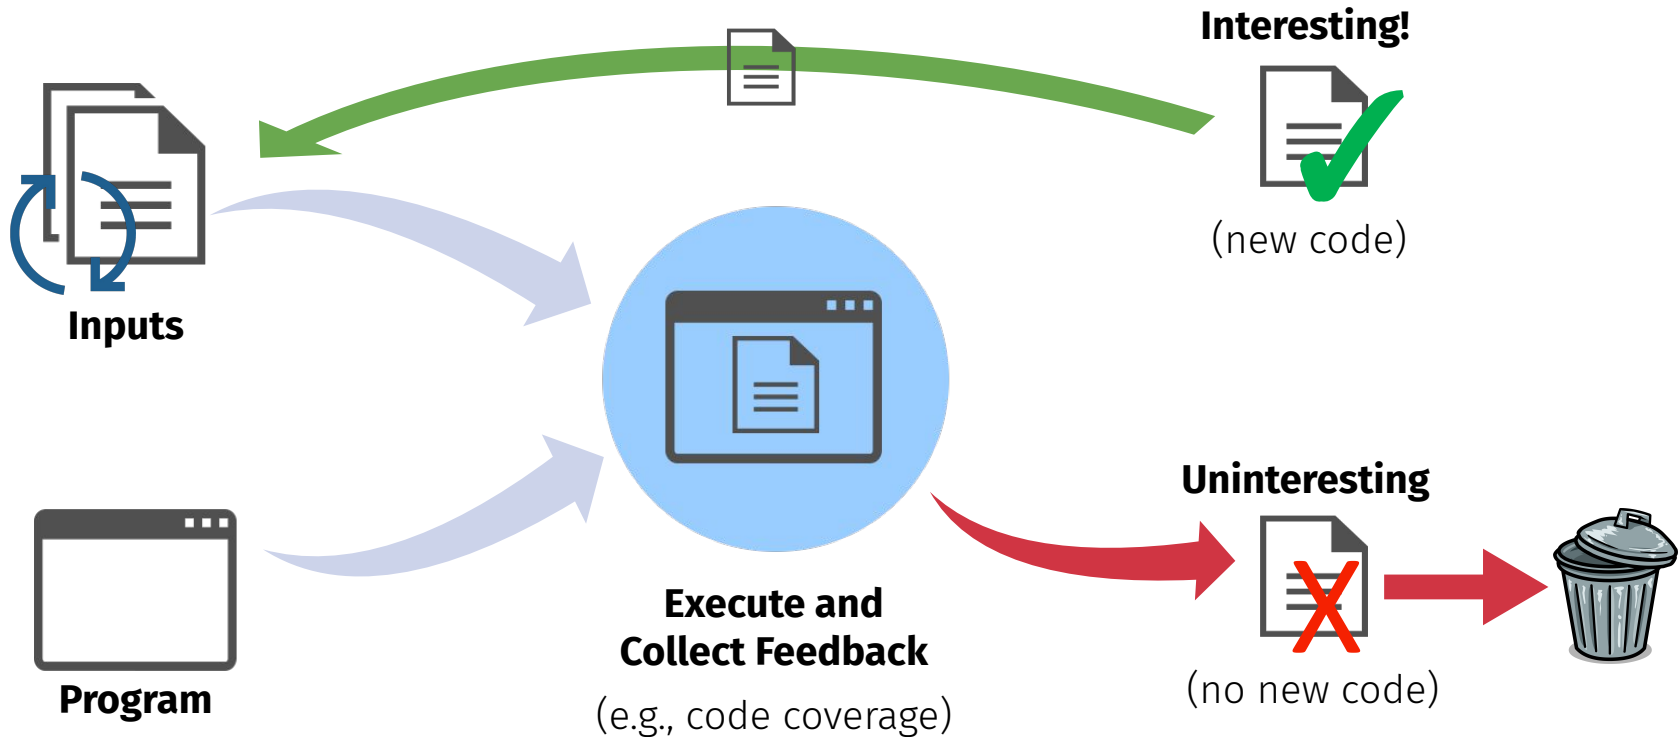 Interesting!
(new code)
Inputs
Program
Execute and
Collect Feedback
(e.g., code coverage)
Uninteresting
(no new code)